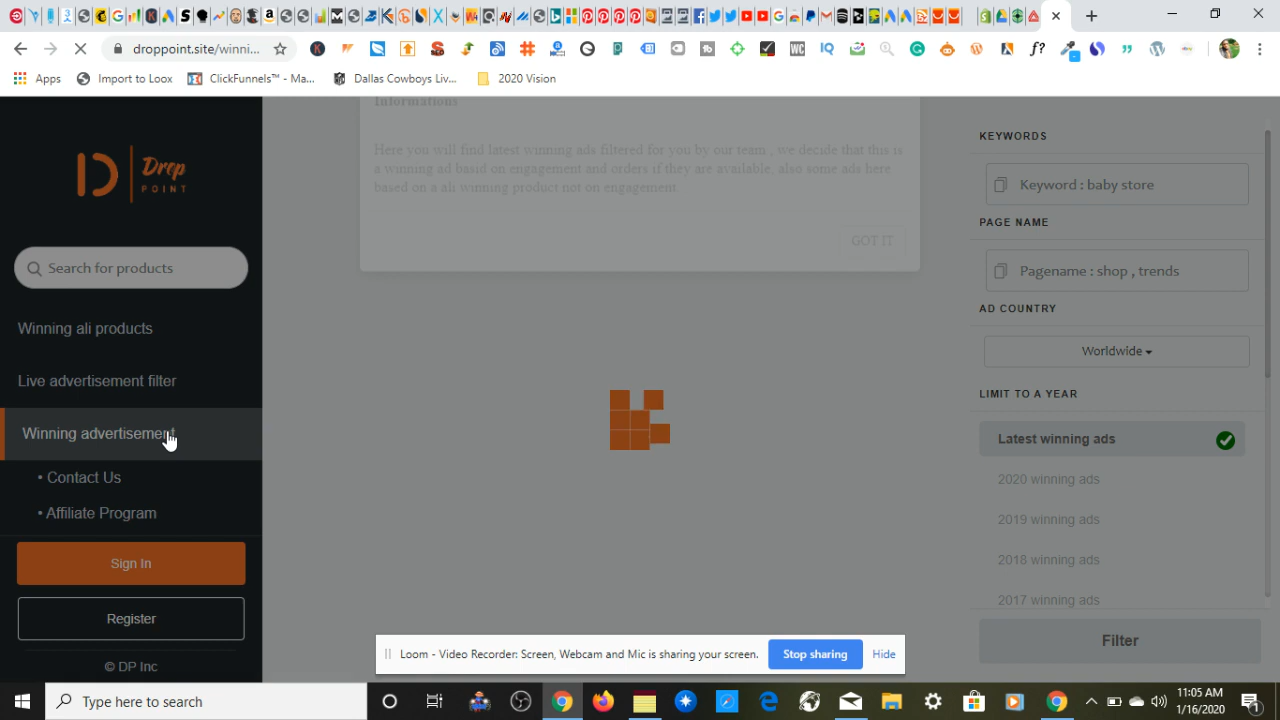 droppoint.site/winni...
Apps
Import to Loox
ClickFunnels™ - Ma...
Dallas Cowboys Liv...
2020 Vision
Drop
POINT
Search for products
Winning ali products
Live advertisement filter
Winning advertisement
• Contact Us
• Affiliate Program
Sign In
Register
© DP Inc
Informations
Here you will find latest winning ads filtered for you by our team , we decide that this is
a winning ad basid on engagement and orders if they are available, also some ads here
based on a ali winning product not on engagement
GOT IT
KEYWORDS
Keyword : baby store
PAGE NAME
Pagename : shop , trends
AD COUNTRY
Worldwide
LIMIT TO A YEAR
Latest winning ads
2020 winning ads
2019 winning ads
2018 winning ads
2017 winning ads
Filter
Loom - Video Recorder: Screen, Webcam and Mic is sharing your screen.
Stop sharing
Hide
Type here to search
11:05 AM
1/16/2020